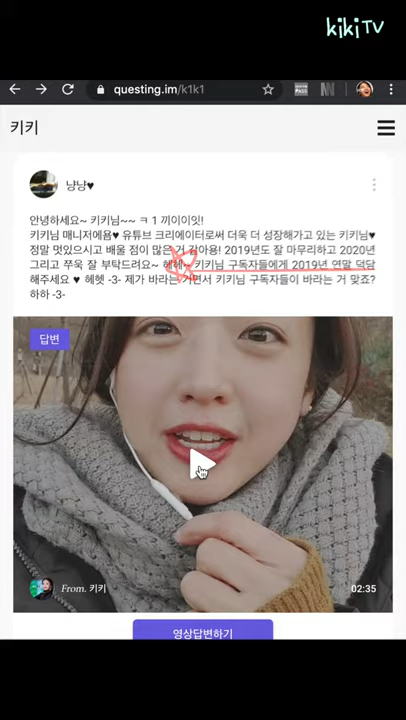 kikiTV
questing.im/k1k1
키키
냥냥♥
안녕하세요~ 키키님~~ ㅋ 1 끼이이잇!
키키님 매니저에욤♥ 유튜브 크리에이터로써 더욱 더 성장해가고 있는 키키님♥
정말 멋있으시고 배울 점이 많은 거 같아용! 2019년도 잘 마무리하고 2020년
그리고 쭈욱 잘 부탁드려요~ 헤헤~ 키키님 구독자들에게 2019년 연말 덕담
해주세요 ♥ 헤헷 -3- 제가 바라는 거면서 키키님 구독자들이 바라는 거 맞죠?
하하 -3-
답변
From. 키키
02:35
영상답변하기